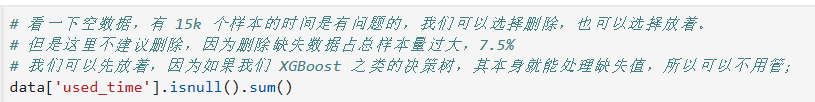 # 看一下空数据，有 15k 个样本的时间是有问题的，我们可以选择删除，也可以选择放着。
# 但是这里不建议删除，因为删除缺失数据占总样本量过大，7.5%
# 我们可以先放着，因为如果我们 XGBoost 之类的决策树，其本身就能处理缺失值，所以可以不用管；
data['used_time'].isnull().sum()